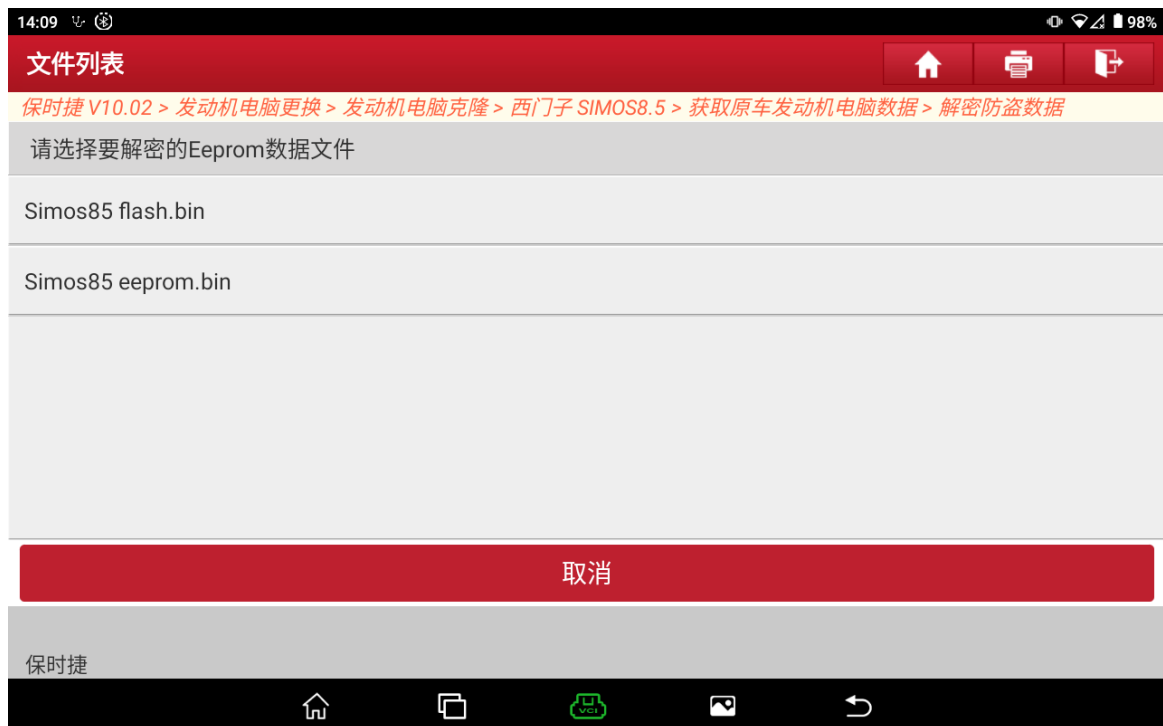 14:09 98%
文件列表
保时捷 V10.02 > 发动机电脑更换 > 发动机电脑克隆 > 西门子 SIMOS8.5 > 获取原车发动机电脑数据 > 解密防盗数据
请选择要解密的Eeprom数据文件
Simos85 flash.bin
Simos85 eeprom.bin
取消
保时捷
VCI